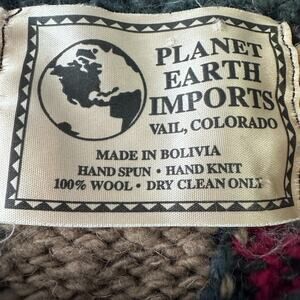 PLANET
EARTH
IMPORTS
VAIL, COLORADO
MADE IN BOLIVIA
HAND SPUN • HAND KNIT
100% WOOL • DRY CLEAN ONLY